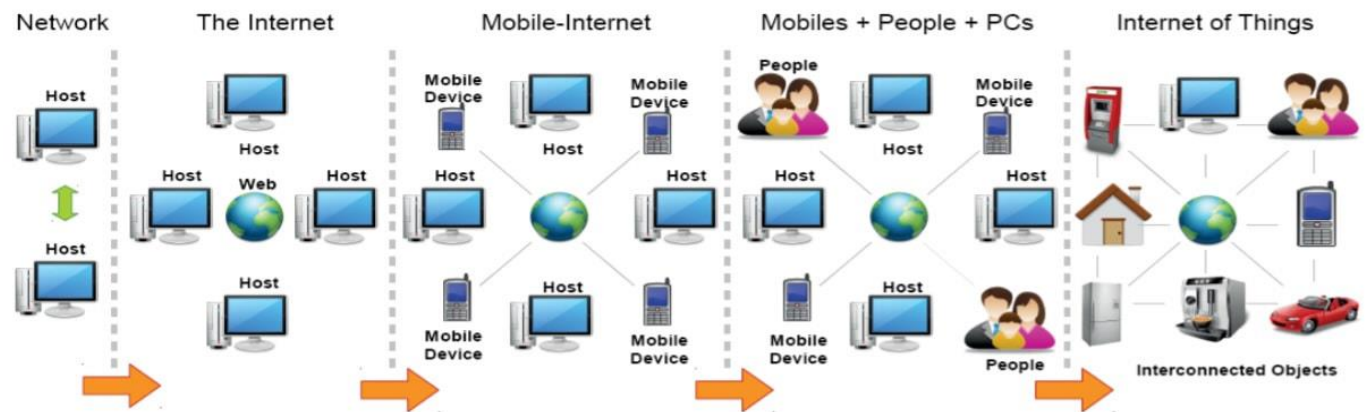 Network
The Internet
Mobile-Internet
Mobiles + People + PCs
Internet of Things
Host
Host
Host
Host
Web
Host
Host
Mobile
Device
Mobile
Device
Host
Host
Host
Host
Mobile
Device
Mobile
Device
People
Mobile
Device
Host
Host
Host
Host
Mobile
Device
People
Interconnected Objects